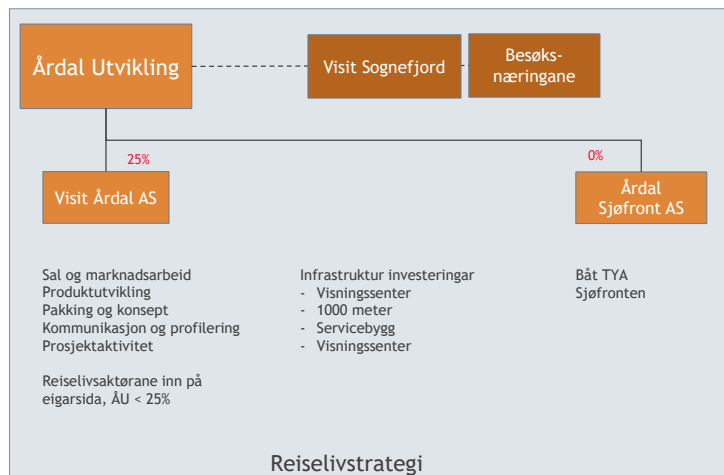 Årdal Utvikling
Visit Sognefjord
Besøks-
næringane
25%
0%
Visit Årdal AS
Årdal
Sjøfront AS
Sal og marknadsarbeid
Produktutvikling
Pakking og konsept
Kommunikasjon og profilering
Prosjektaktivitet
Reiselivsaktørane inn på
eigarsida, ÅU < 25%
Infrastruktur investeringar
- Visningssenter
- 1000 meter
- Servicebygg
- Visningssenter
Båt TYA
Sjøfronten
Reiselivstrategi